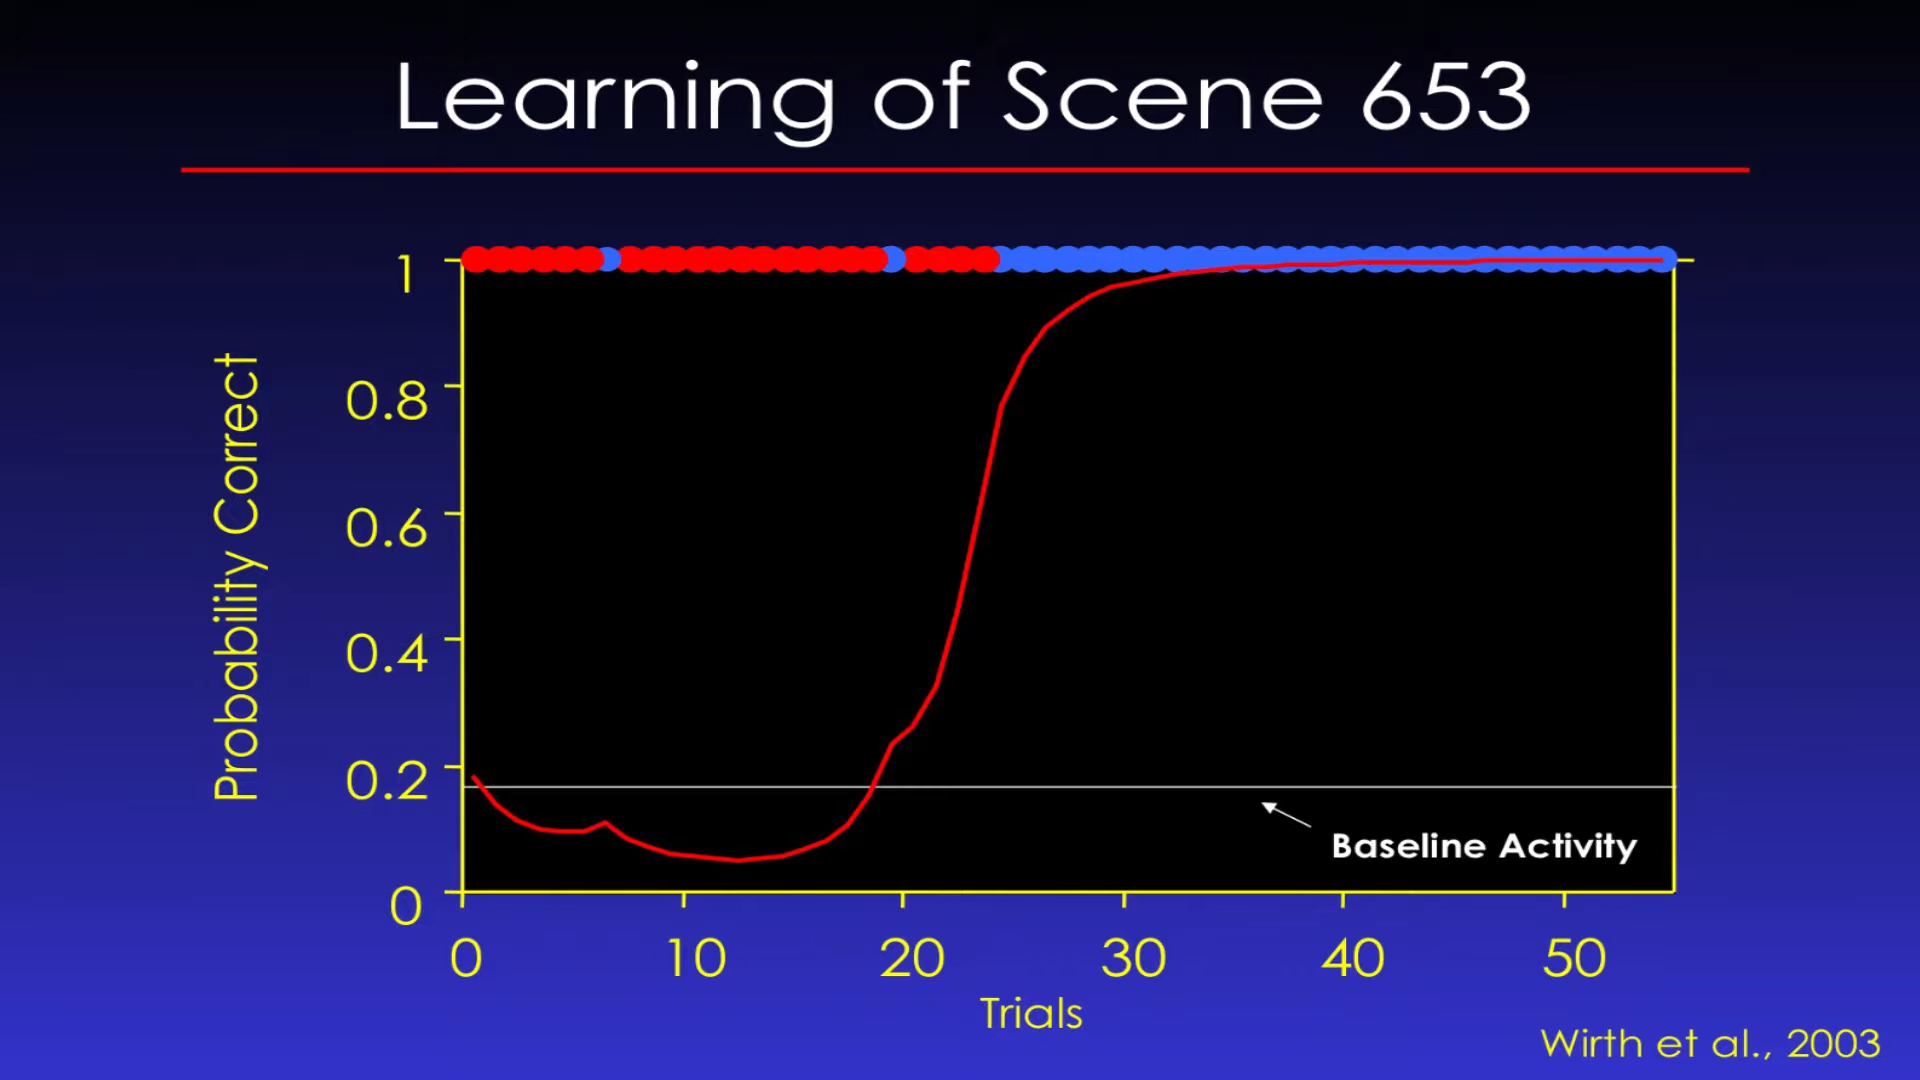 Learning of Scene 653
Probability Correct
1
0.8
0.6
0.4
0.2
0
0 10 20 30 40 50
Trials
Baseline Activity
Wirth et al., 2003